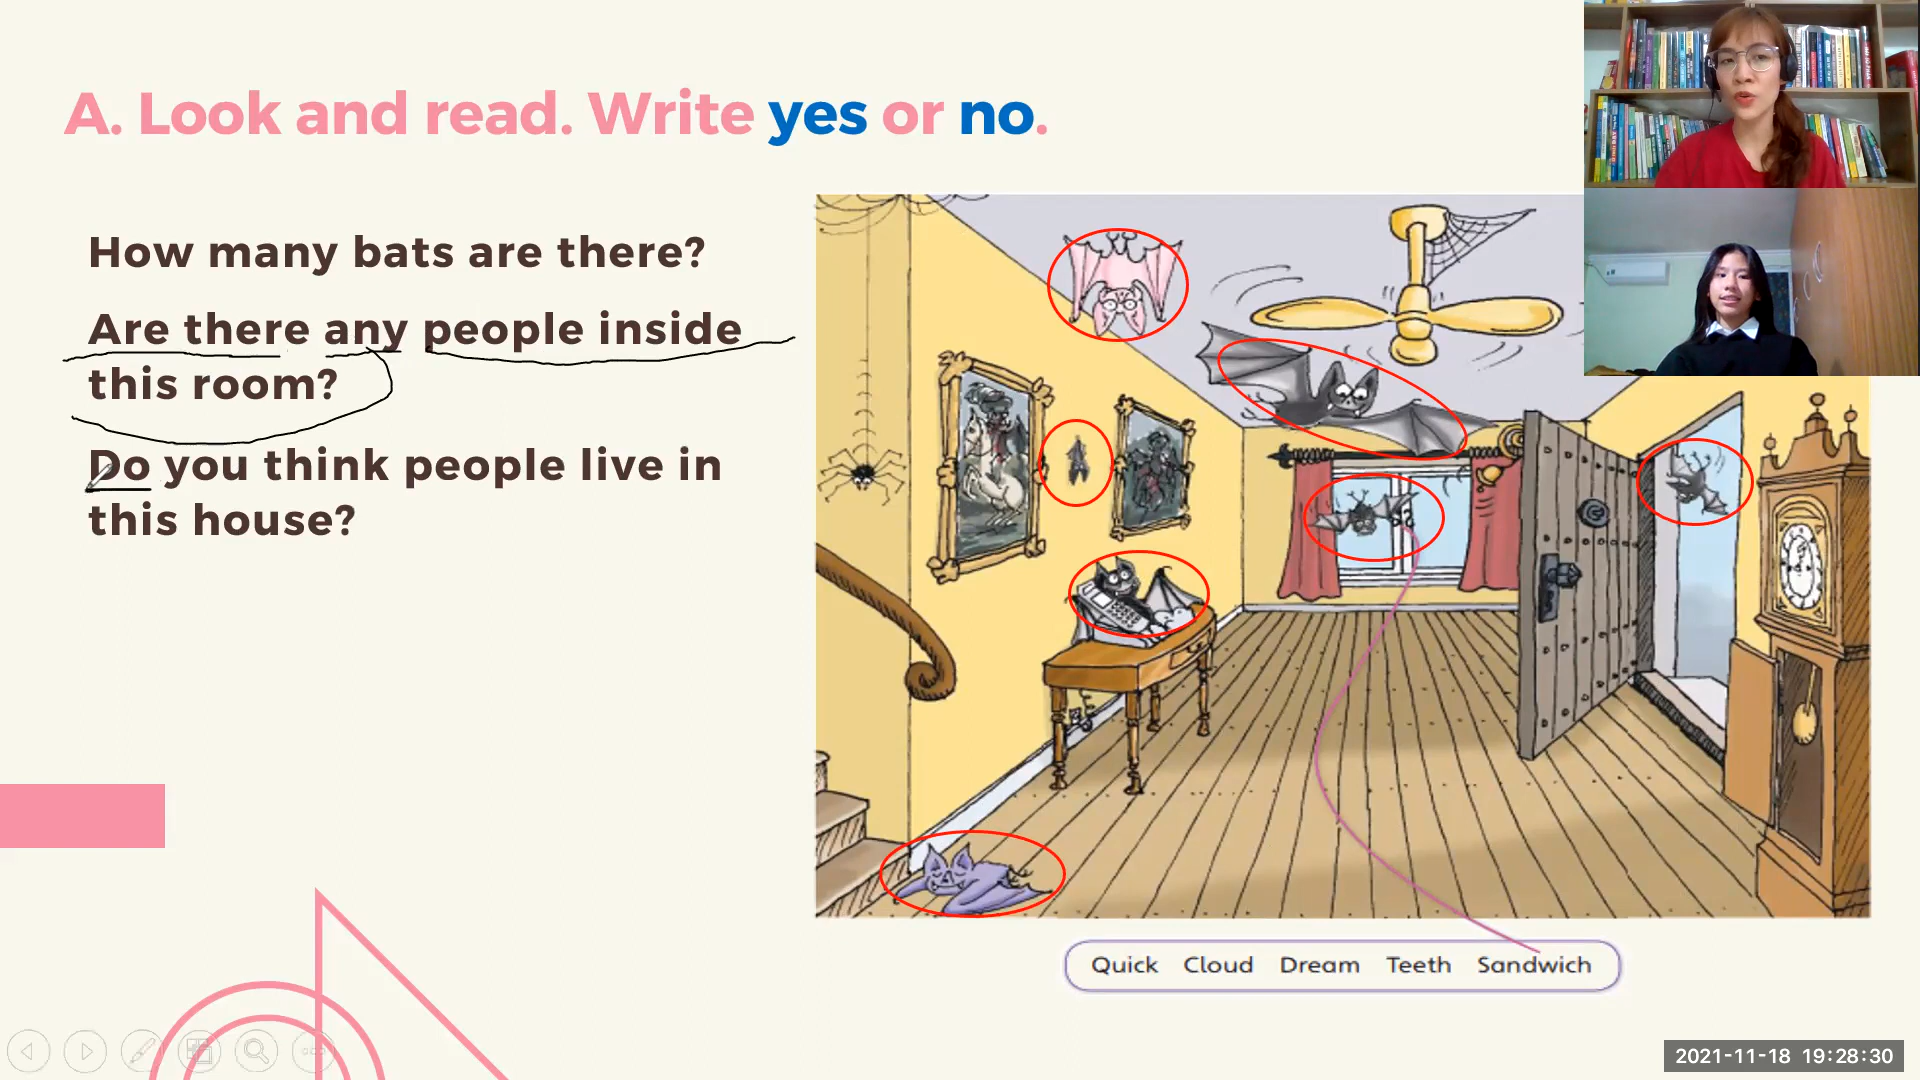 A. Look and read. Write yes or no.
How many bats are there?
Are there any people inside
this room?
Do you think people live in
this house?
Quick Cloud Dream Teeth Sandwich
2021-11-18 19:28:30